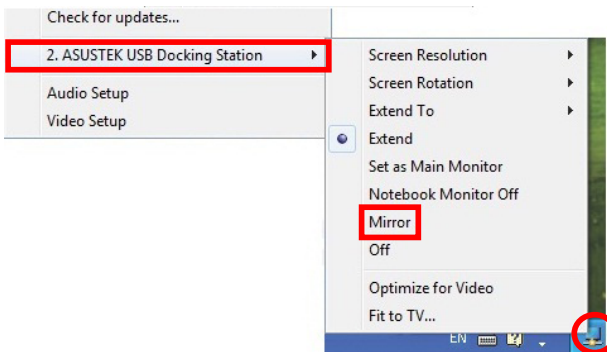 Check for updates...
2. ASUSTEK USB Docking Station
Audio Setup
Video Setup
Screen Resolution
Screen Rotation
Extend To
Extend
Set as Main Monitor
Notebook Monitor Off
Mirror
Off
Optimize for Video
Fit to TV...
EN